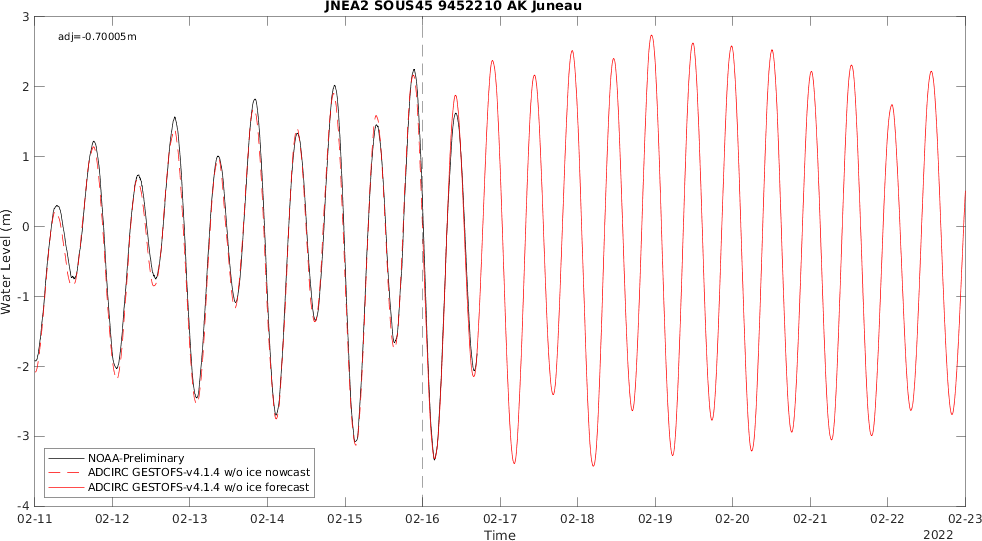 JNEA2 SOUS45 9452210 AK Juneau
adj=-0.70005m
3
2
1
0
-1
-2
-3
-4
Water Level (m)
NOAA-Preliminary
ADCIRC GESTOFS-v4.1.4 w/o ice nowcast
ADCIRC GESTOFS-v4.1.4 w/o ice forecast
02-11 02-12 02-13 02-14 02-15 02-16 02-17 02-18 02-19 02-20 02-21 02-22 02-23
Time
2022